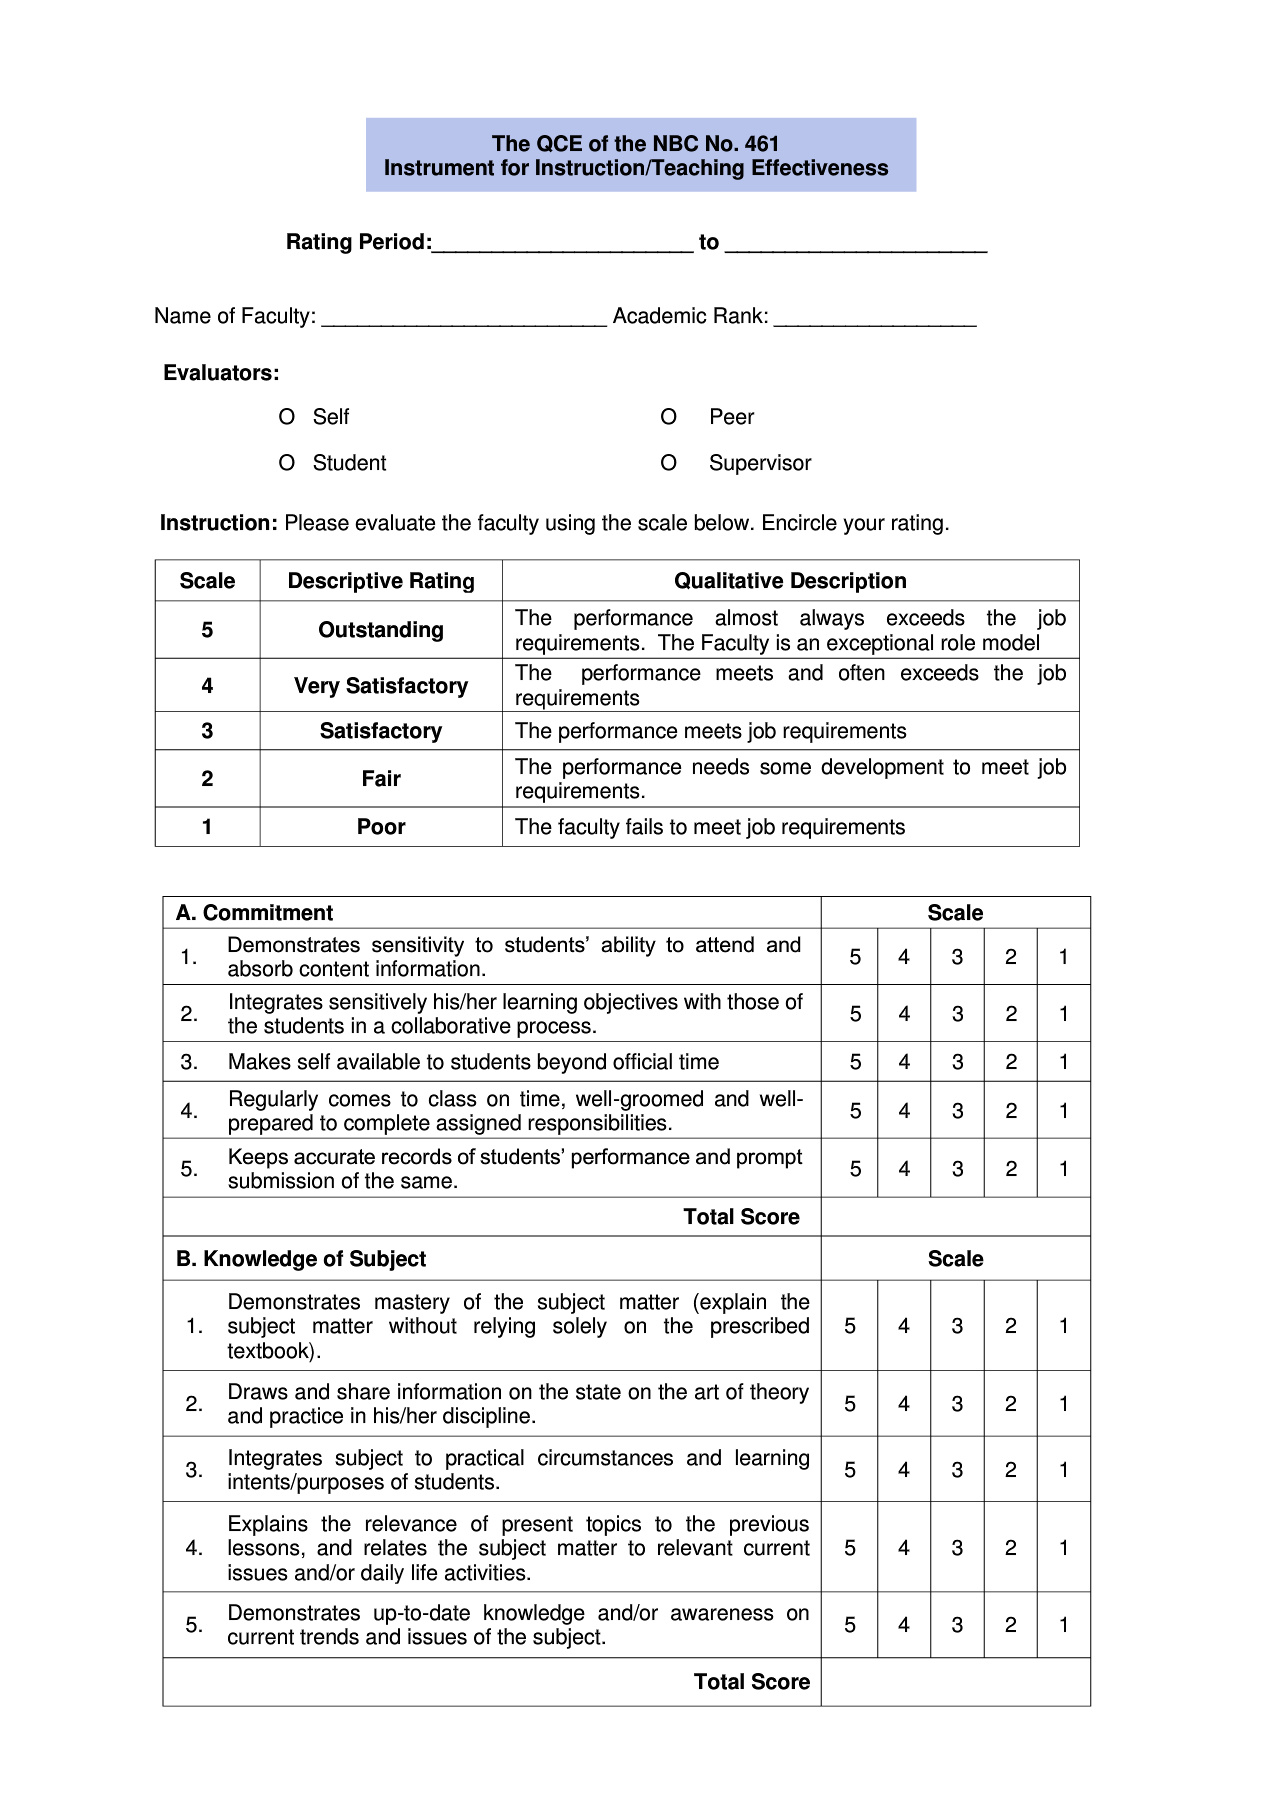 The QCE of the NBC No. 461
Instrument for Instruction/Teaching Effectiveness
Rating Period:______________________ to ______________________
Name of Faculty: ________________________ Academic Rank: _________________
Evaluators:
O Self O Peer
O Student O Supervisor
Instruction: Please evaluate the faculty using the scale below. Encircle your rating.
Scale Descriptive Rating Qualitative Description
5 Outstanding The performance almost always exceeds the job
requirements. The Faculty is an exceptional role model
4 Very Satisfactory The performance meets and often exceeds the job
requirements
3 Satisfactory The performance meets job requirements
2 Fair The performance needs some development to meet job
requirements.
1 Poor The faculty fails to meet job requirements
A. Commitment Scale
1. Demonstrates sensitivity to students’ ability to attend and
absorb content information. 5 4 3 2 1
2. Integrates sensitively his/her learning objectives with those of
the students in a collaborative process. 5 4 3 2 1
3. Makes self available to students beyond official time 5 4 3 2 1
4. Regularly comes to class on time, well-groomed and well-
prepared to complete assigned responsibilities. 5 4 3 2 1
5. Keeps accurate records of students’ performance and prompt
submission of the same. 5 4 3 2 1
Total Score
B. Knowledge of Subject Scale
1. Demonstrates mastery of the subject matter (explain the
subject matter without relying solely on the prescribed
textbook). 5 4 3 2 1
2. Draws and share information on the state on the art of theory
and practice in his/her discipline. 5 4 3 2 1
3. Integrates subject to practical circumstances and learning
intents/purposes of students. 5 4 3 2 1
4. Explains the relevance of present topics to the previous
lessons, and relates the subject matter to relevant current
issues and/or daily life activities. 5 4 3 2 1
5. Demonstrates up-to-date knowledge and/or awareness on
current trends and issues of the subject. 5 4 3 2 1
Total Score